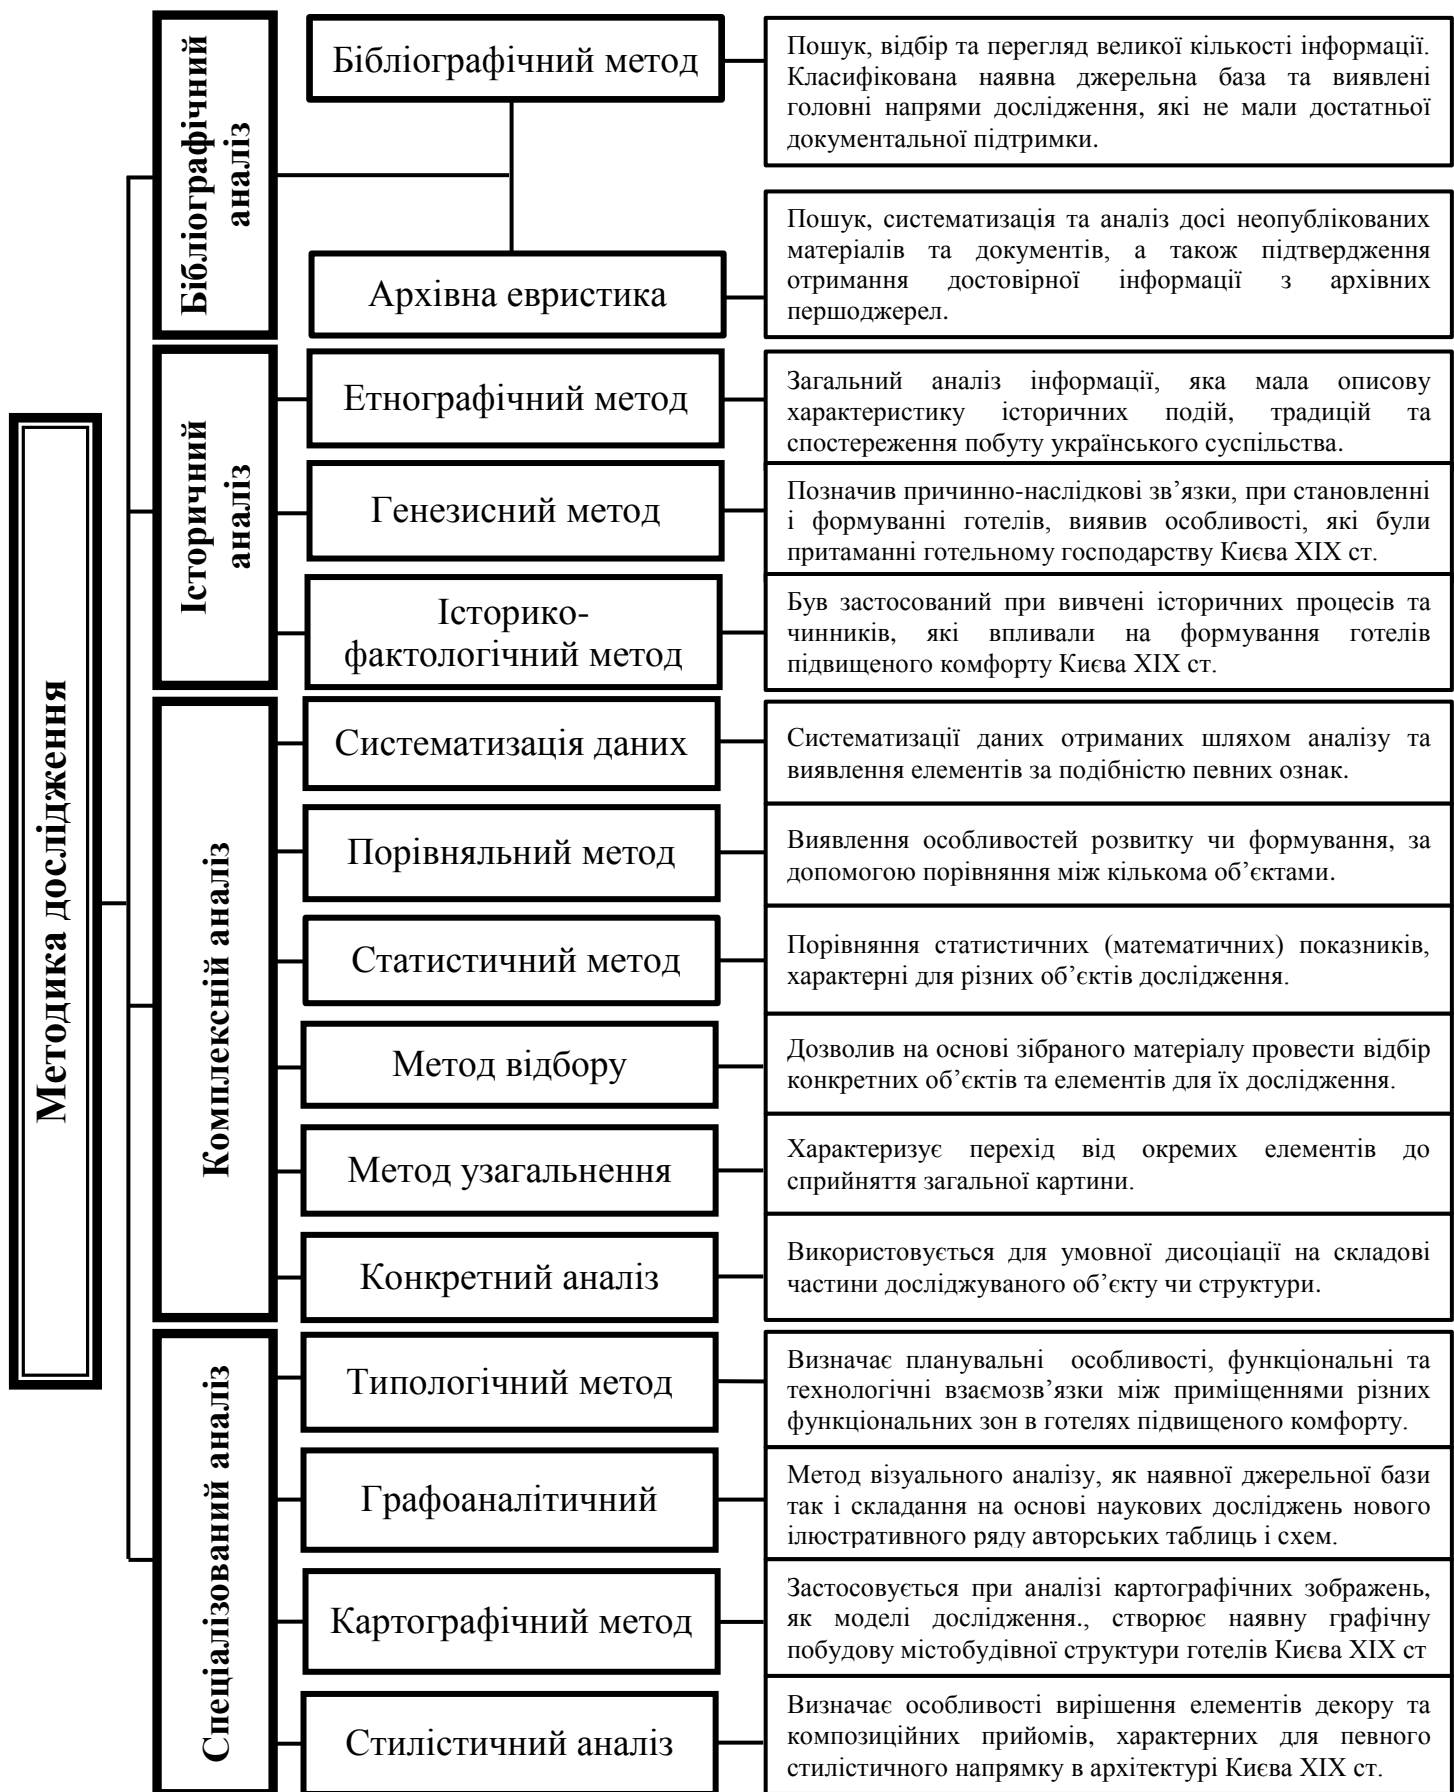 Методика дослідження
Бібліографічний
аналіз
Бібліографічний метод
Пошук, відбір та перегляд великої кількості інформації.
Класифікована наявна джерельна база та виявлені
головні напрями дослідження, які не мали достатньої
документальної підтримки.
Архівна евристика
Пошук, систематизація та аналіз досі неопублікованих
матеріалів та документів, а також підтвердження
отримання достовірної інформації з архівних
першоджерел.
Історичний
аналіз
Етнографічний метод
Загальний аналіз інформації, яка мала описову
характеристику історичних подій, традицій та
спостереження побуту українського суспільства.
Генезисний метод
Позначив причинно-наслідкові зв’язки, при становленні
і формуванні готелів, виявив особливості, які були
притаманні готельному господарству Києва XIX ст.
Історико-
фактологічний метод
Був застосований при вивчені історичних процесів та
чинників, які впливали на формування готелів
підвищеного комфорту Києва XIX ст.
Комплексній аналіз
Систематизація даних
Систематизації даних отриманих шляхом аналізу та
виявлення елементів за подібністю певних ознак.
Порівняльний метод
Виявлення особливостей розвитку чи формування, за
допомогою порівняння між кількома об’єктами.
Статистичний метод
Порівняння статистичних (математичних) показників,
характерні для різних об’єктів дослідження.
Метод відбору
Дозволив на основі зібраного матеріалу провести відбір
конкретних об’єктів та елементів для їх дослідження.
Метод узагальнення
Характеризує перехід від окремих елементів до
сприйняття загальної картини.
Конкретний аналіз
Використовується для умовної дисоціації на складові
частини досліджуваного об’єкту чи структури.
Спеціалізований аналіз
Типологічний метод
Визначає планувальні особливості, функціональні та
технологічні взаємозв’язки між приміщеннями різних
функціональних зон в готелях підвищеного комфорту.
Графоаналітичний
Метод візуального аналізу, як наявної джерельної бази
так і складання на основі наукових досліджень нового
ілюстративного ряду авторських таблиць і схем.
Картографічний метод
Застосовується при аналізі картографічних зображень,
як моделі дослідження., створює наявну графічну
побудову містобудівної структури готелів Києва XIX ст
Стилістичний аналіз
Визначає особливості вирішення елементів декору та
композиційних прийомів, характерних для певного
стилістичного напрямку в архітектурі Києва XIX ст.